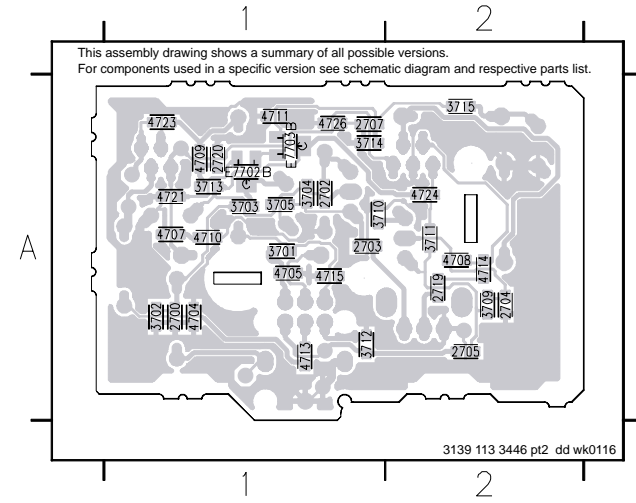 1 2
This assembly drawing shows a summary of all possible versions.
For components used in a specific version see schematic diagram and respective parts list.
4723 4711 4726 2707 3715
3714
E7703B C
4709 2720
E7702B C
3713
4721 3703 3705 3704 2702 4724
3710
4707 4710 2703 3711
A
3701
4705 4715 4708 4714
2719
3702 2700 4704 3709 2704
4713 3712 2705
3139 113 3446 pt2 dd wk0116
1 2